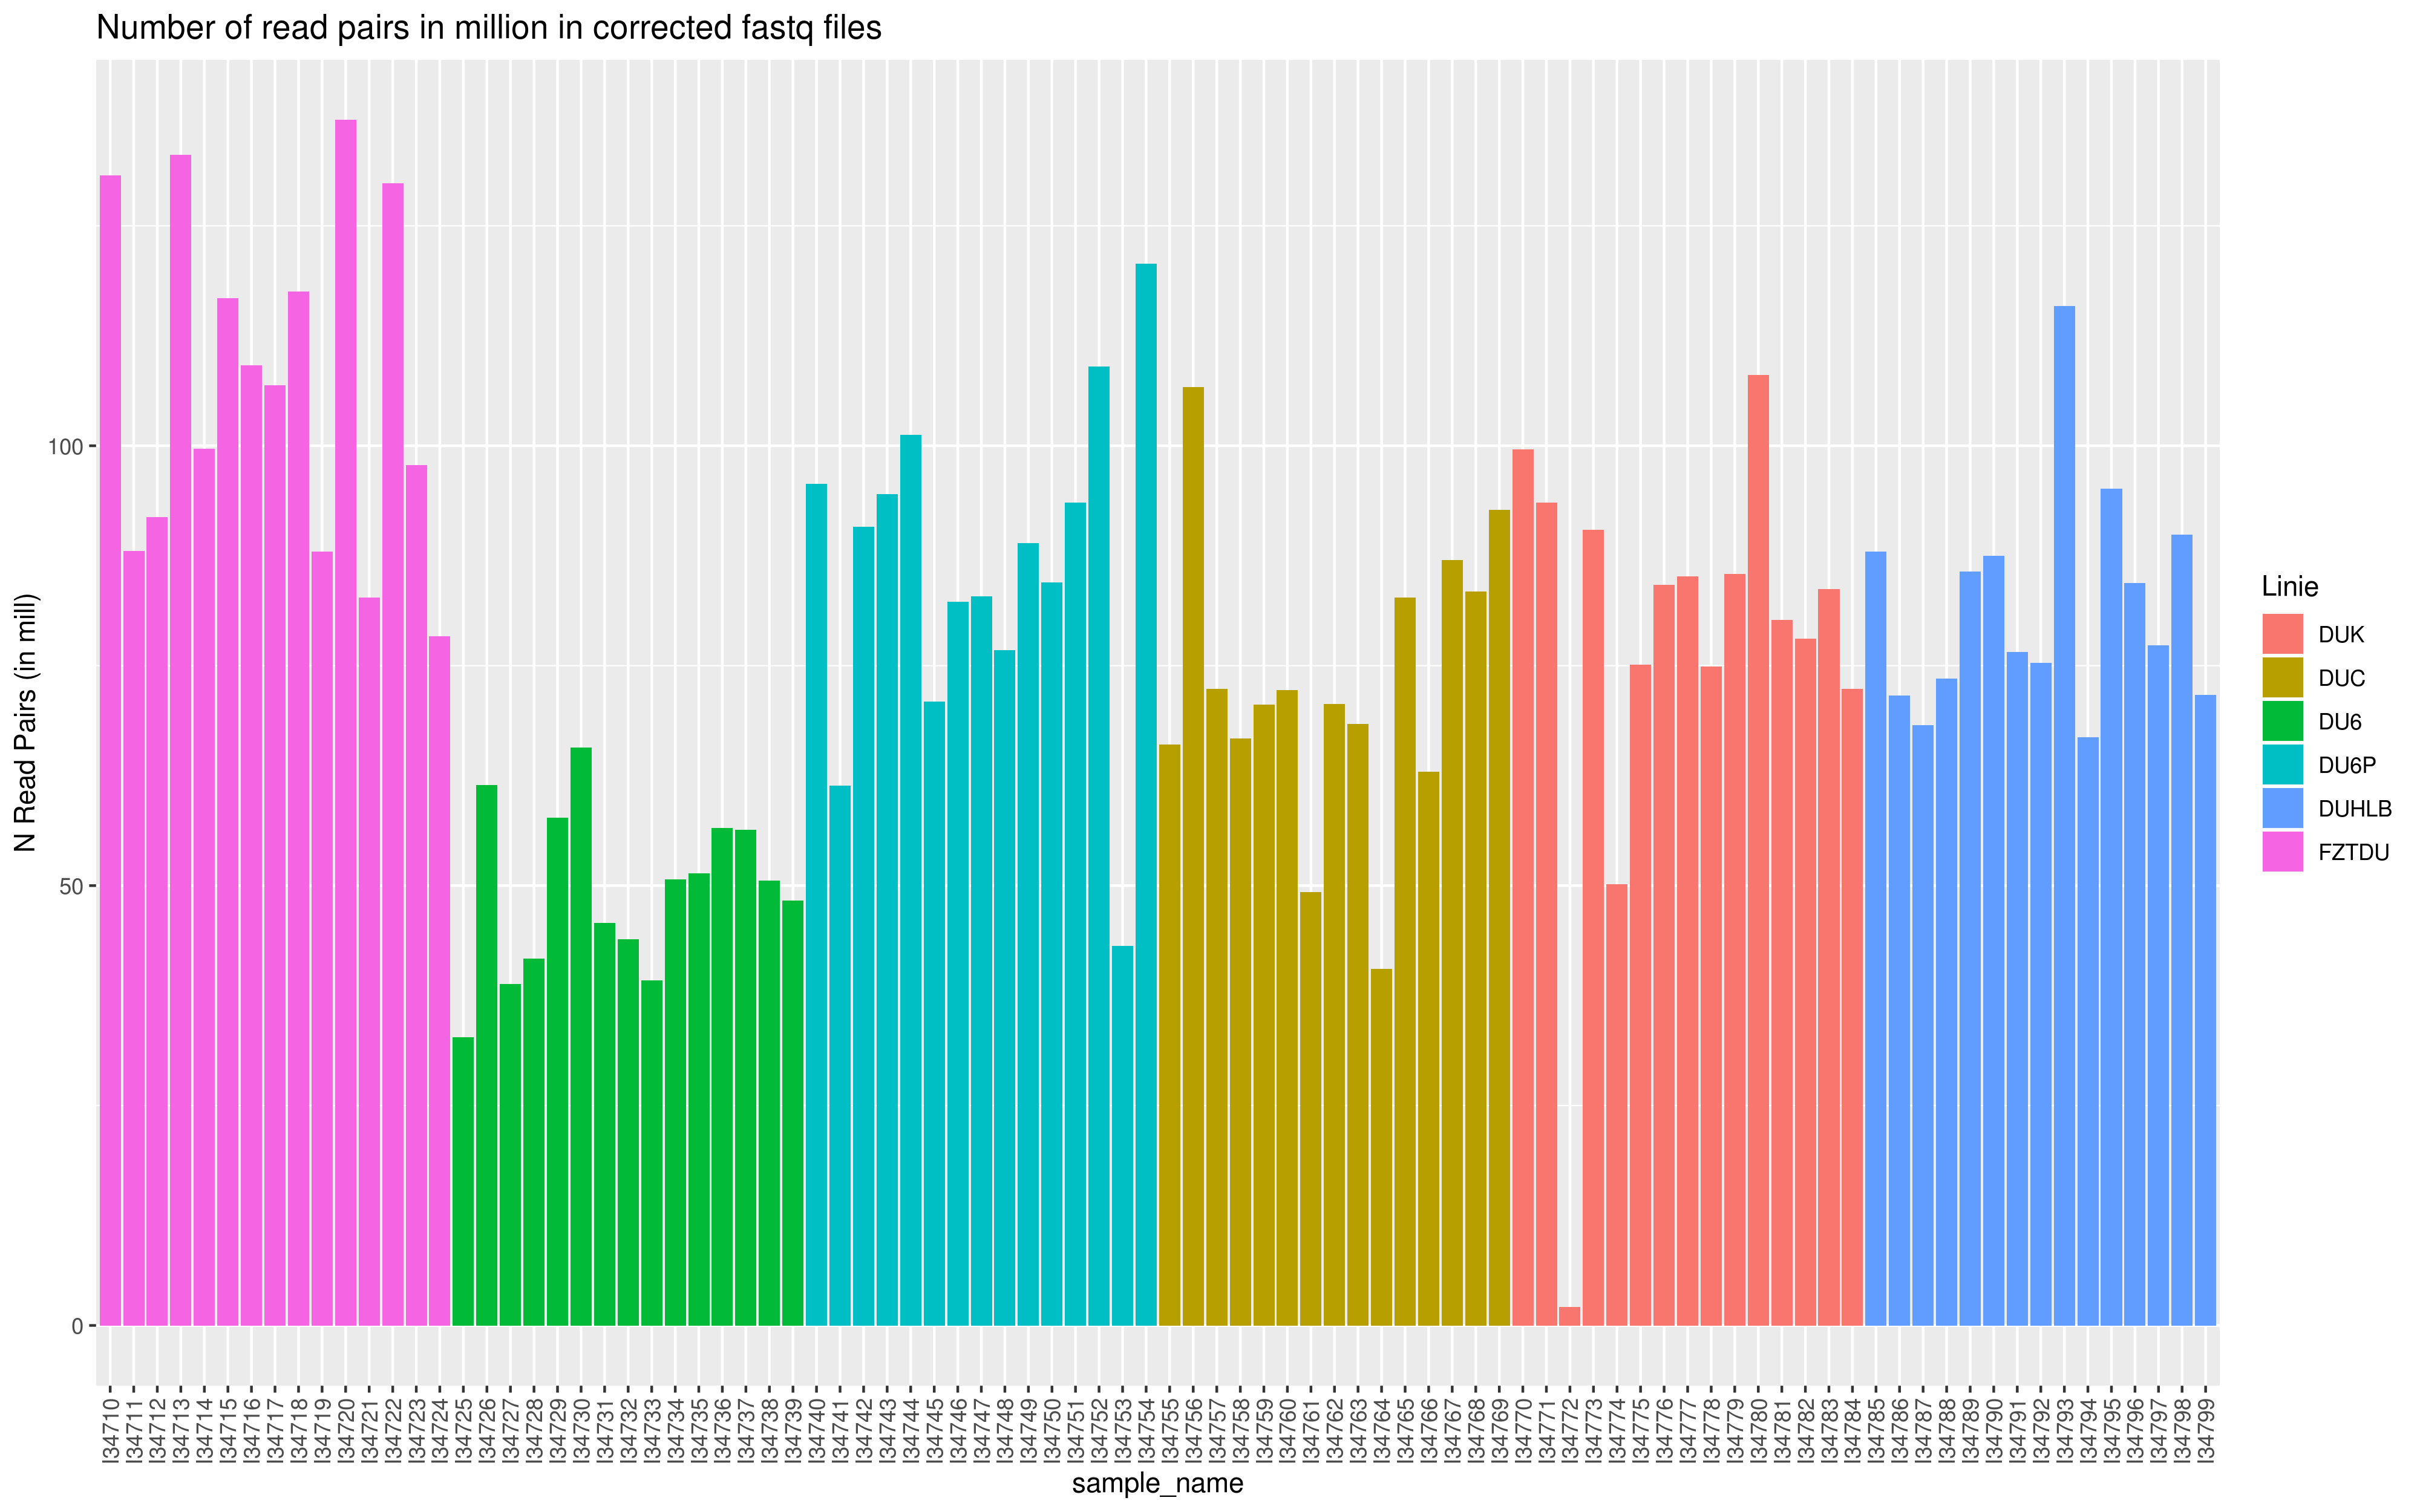 Number of read pairs in million in corrected fastq files
N Read Pairs (in mill)
100
50
0
I34710
I34711
I34712
I34713
I34714
I34715
I34716
I34717
I34718
I34719
I34720
I34721
I34722
I34723
I34724
I34725
I34726
I34727
I34728
I34729
I34730
I34731
I34732
I34733
I34734
I34735
I34736
I34737
I34738
I34739
I34740
I34741
I34742
I34743
I34744
I34745
I34746
I34747
I34748
I34749
I34750
I34751
I34752
I34753
I34754
I34755
I34756
I34757
I34758
I34759
I34760
I34761
I34762
I34763
I34764
I34765
I34766
I34767
I34768
I34769
I34770
I34771
I34772
I34773
I34774
I34775
I34776
I34777
I34778
I34779
I34780
I34781
I34782
I34783
I34784
I34785
I34786
I34787
I34788
I34789
I34790
I34791
I34792
I34793
I34794
I34795
I34796
I34797
I34798
I34799
sample_name
Linie
DUK
DUC
DU6
DU6P
DUHLB
FZTDU